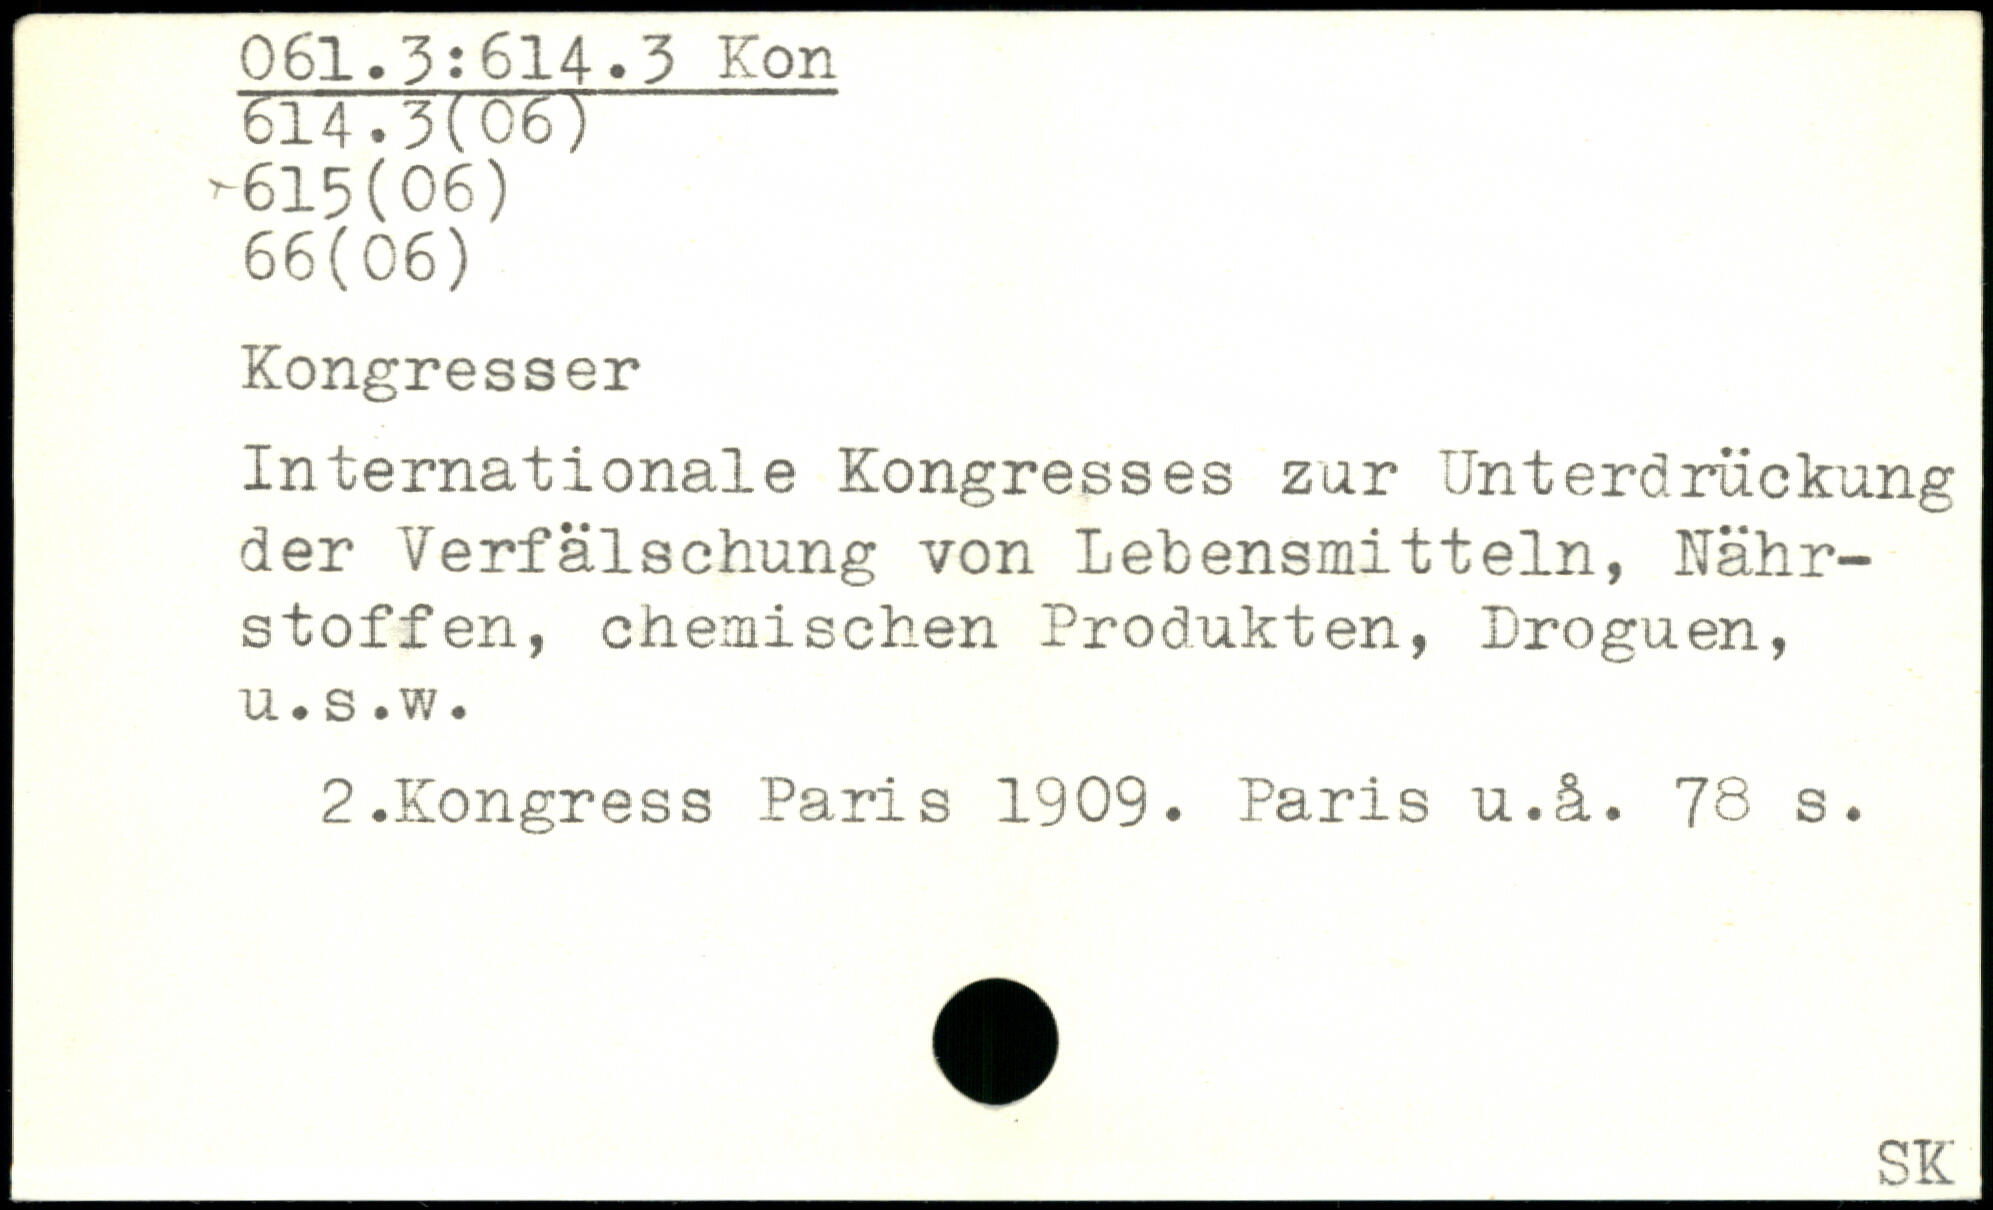 061.3:614.3 Kon
614.3(06)
615(06)
66(06)
Kongresser
Internationale Kongresses zur Unterdrückung
der Verfälschung von Lebensmitteln, Nähr-
stoffen, chemischen Produkten, Droguen,
u.s.w.
2.Kongress Paris 1909. Paris u.å. 78 s.
SK